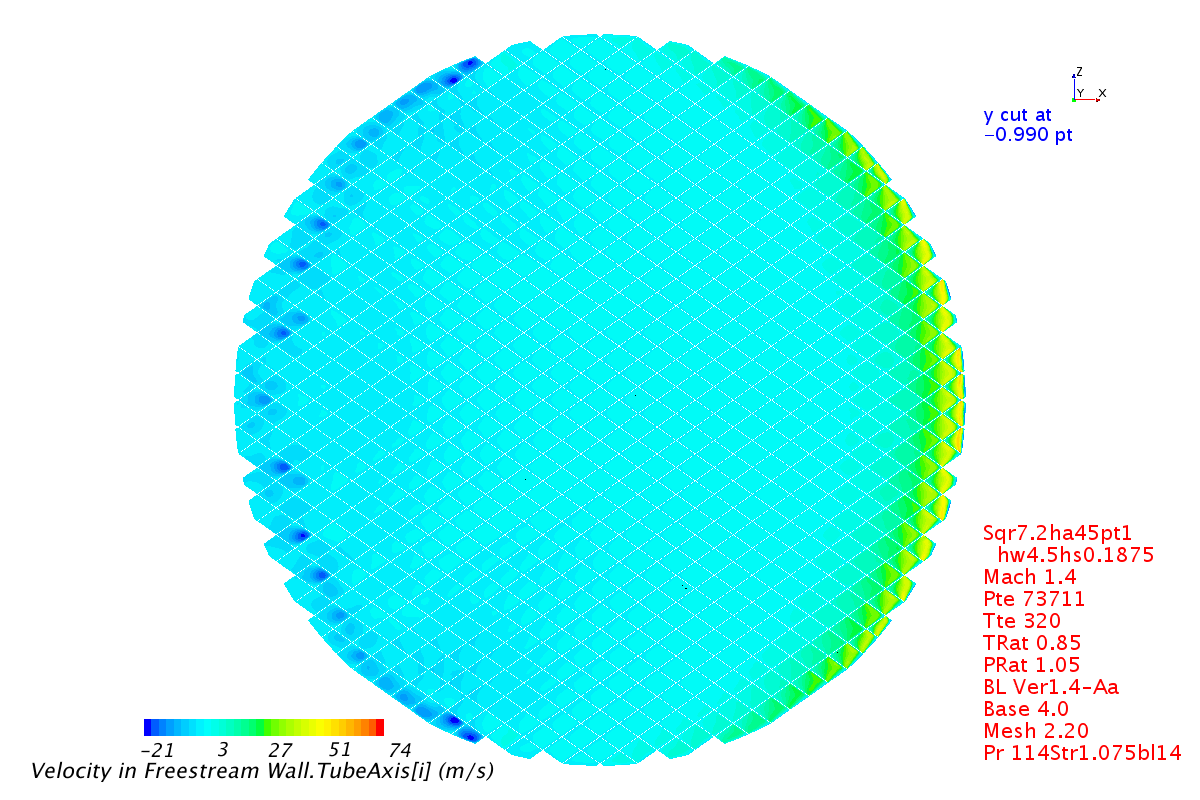 Z
Y X
y cut at
−0.990 pt
Sqr7.2ha45pt1
hw4.5hs0.1875
Mach 1.4
Pte 73711
Tte 320
TRat 0.85
PRat 1.05
BL Ver1.4−Aa
Base 4.0
Mesh 2.20
Pr 114Str1.075bl14
−21 3 27 51 74
Velocity in Freestream Wall.TubeAxis[i] (m/s)